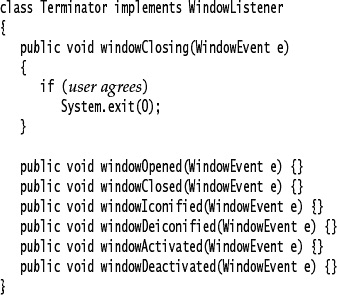 class Terminator implements WindowListener
{
public void windowClosing(WindowEvent e)
{
if (user agrees)
System.exit(0);
}
public void windowOpened(WindowEvent e) {}
public void windowClosed(WindowEvent e) {}
public void windowIconified(WindowEvent e) {}
public void windowDeiconified(WindowEvent e) {}
public void windowActivated(WindowEvent e) {}
public void windowDeactivated(WindowEvent e) {}
}